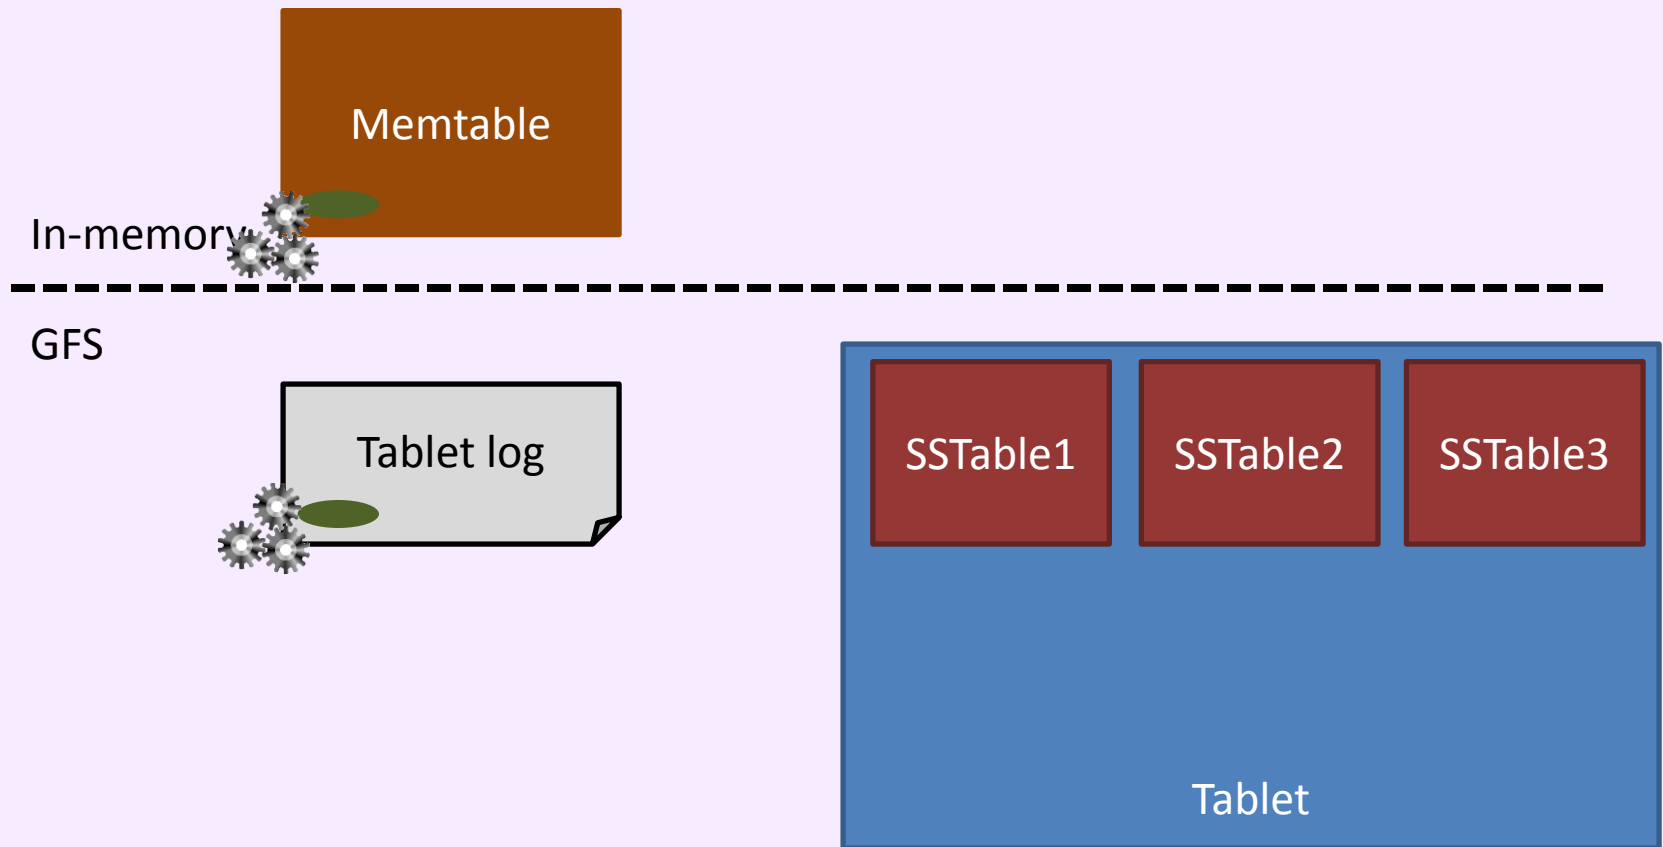 Memtable
In-memory
GFS
Tablet log
SSTable1
SSTable2
SSTable3
Tablet